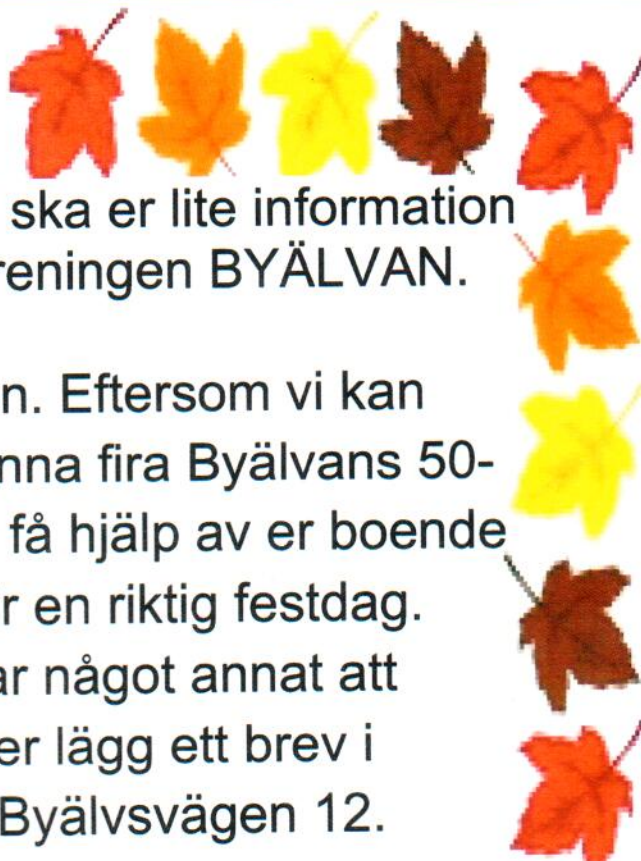 ska er lite information
reningen BYÄLVAN.
n. Eftersom vi kan
nna fira Byälvans 50-
få hjälp av er boende
r en riktig festdag.
ar något annat att
er lägg ett brev i
Byälvsvägen 12.